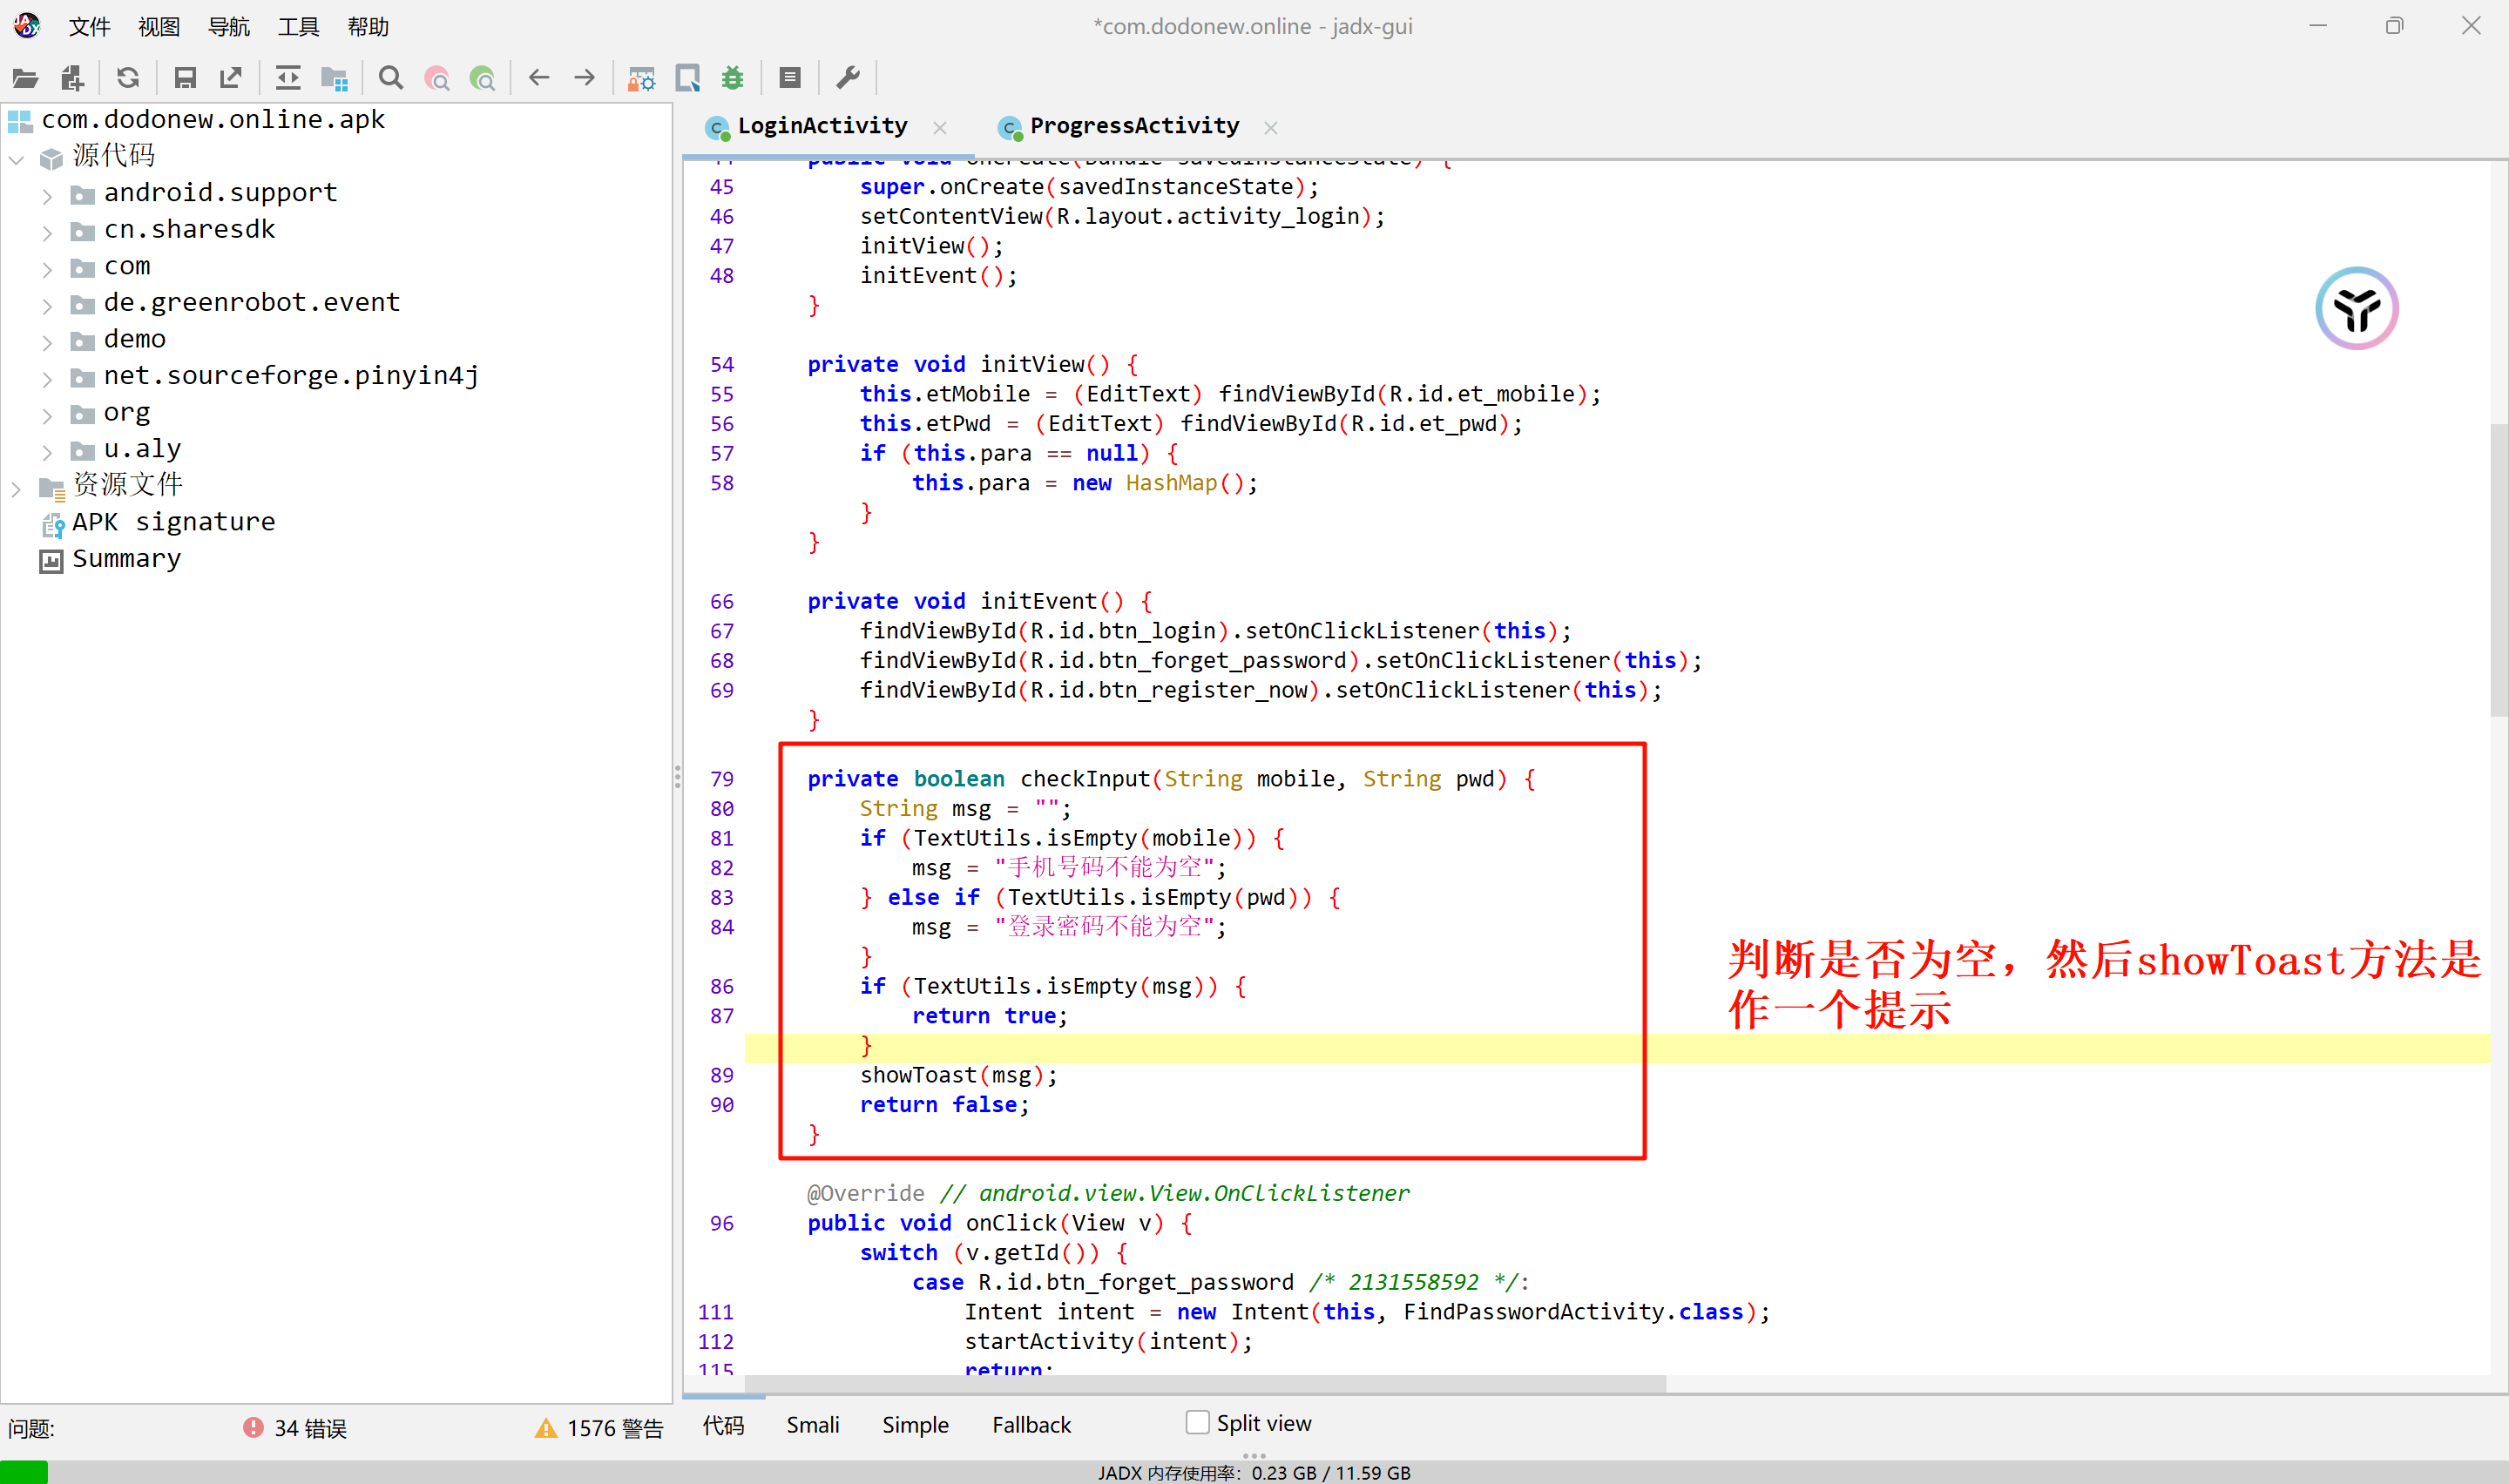 文件 视图 导航 工具 帮助
*com.dodonew.online - jadx-gui
com.dodonew.online.apk
源代码
android.support
cn.sharesdk
com
de.greenrobot.event
demo
net.sourceforge.pinyin4j
org
u.aly
资源文件
APK signature
Summary
LoginActivity
ProgressActivity
public void onCreate(Bundle savedInstanceState) {
45 super.onCreate(savedInstanceState);
46 setContentView(R.layout.activity_login);
47 initView();
48 initEvent();
}
54 private void initView() {
55 this.etMobile = (EditText) findViewById(R.id.et_mobile);
56 this.etPwd = (EditText) findViewById(R.id.et_pwd);
57 if (this.para == null) {
58 this.para = new HashMap();
}
}
66 private void initEvent() {
67 findViewById(R.id.btn_login).setOnClickListener(this);
68 findViewById(R.id.btn_forget_password).setOnClickListener(this);
69 findViewById(R.id.btn_register_now).setOnClickListener(this);
}
79 private boolean checkInput(String mobile, String pwd) {
80 String msg = "";
81 if (TextUtils.isEmpty(mobile)) {
82 msg = "手机号码不能为空";
83 } else if (TextUtils.isEmpty(pwd)) {
84 msg = "登录密码不能为空";
}
86 if (TextUtils.isEmpty(msg)) {
87 return true;
}
89 showToast(msg);
90 return false;
}
判断是否为空，然后showToast方法是
作一个提示
@Override // android.view.View.OnClickListener
96 public void onClick(View v) {
switch (v.getId()) {
case R.id.btn_forget_password /* 2131558592 */:
111 Intent intent = new Intent(this, FindPasswordActivity.class);
112 startActivity(intent);
115 return;
问题: 34 错误 1576 警告
代码 Smali Simple Fallback Split view
JADX 内存使用率: 0.23 GB / 11.59 GB